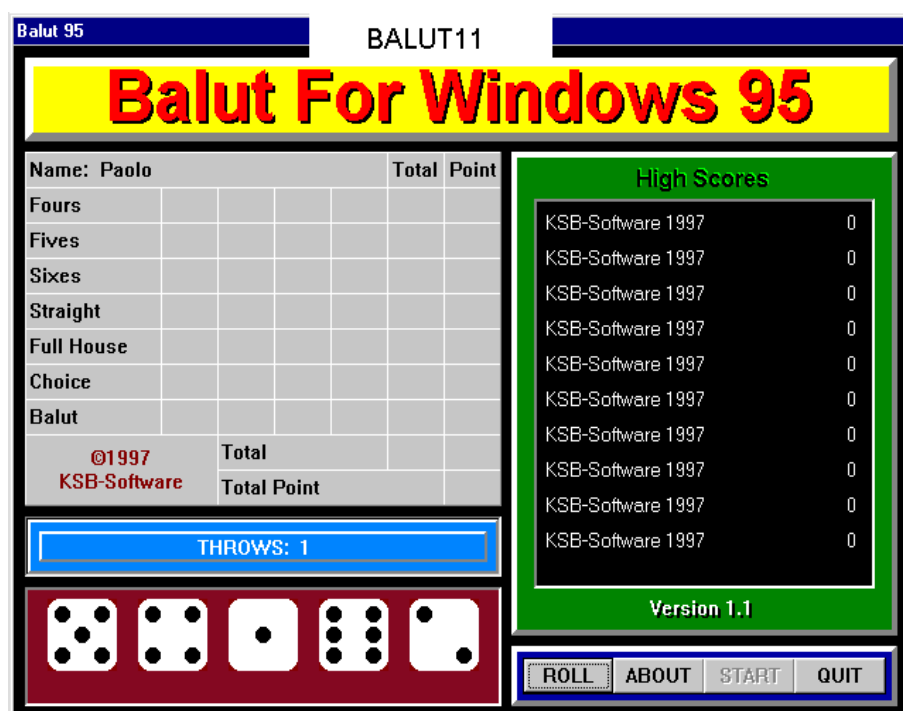 Balut 95
BALUT11
Balut For Windows 95
Name: Paolo Total Point
Fours
Fives
Sixes
Straight
Full House
Choice
Balut
©1997
KSB-Software
Total
Total Point
THROWS: 1
High Scores
KSB-Software 1997 0
KSB-Software 1997 0
KSB-Software 1997 0
KSB-Software 1997 0
KSB-Software 1997 0
KSB-Software 1997 0
KSB-Software 1997 0
KSB-Software 1997 0
KSB-Software 1997 0
KSB-Software 1997 0
Version 1.1
ROLL ABOUT START QUIT